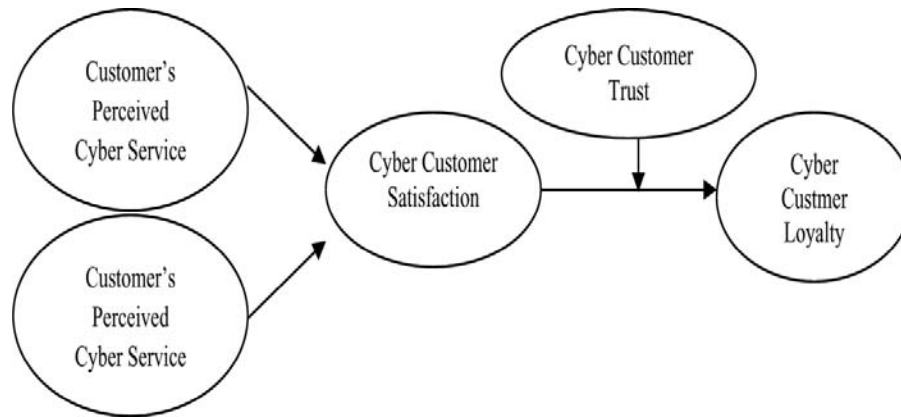 Customer's
Perceived
Cyber Service
Customer's
Perceived
Cyber Service
Cyber Customer
Satisfaction
Cyber Customer
Trust
Cyber
Custmer
Loyalty